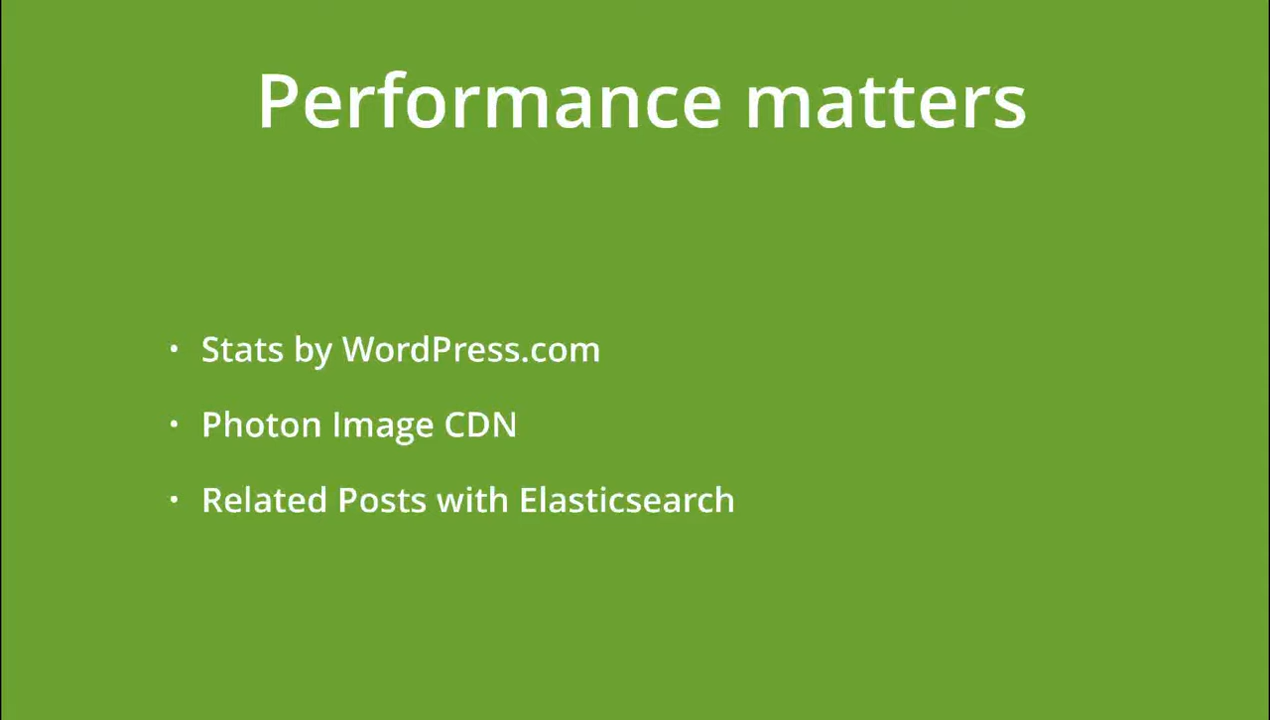 Performance matters
• Stats by WordPress.com
• Photon Image CDN
• Related Posts with Elasticsearch